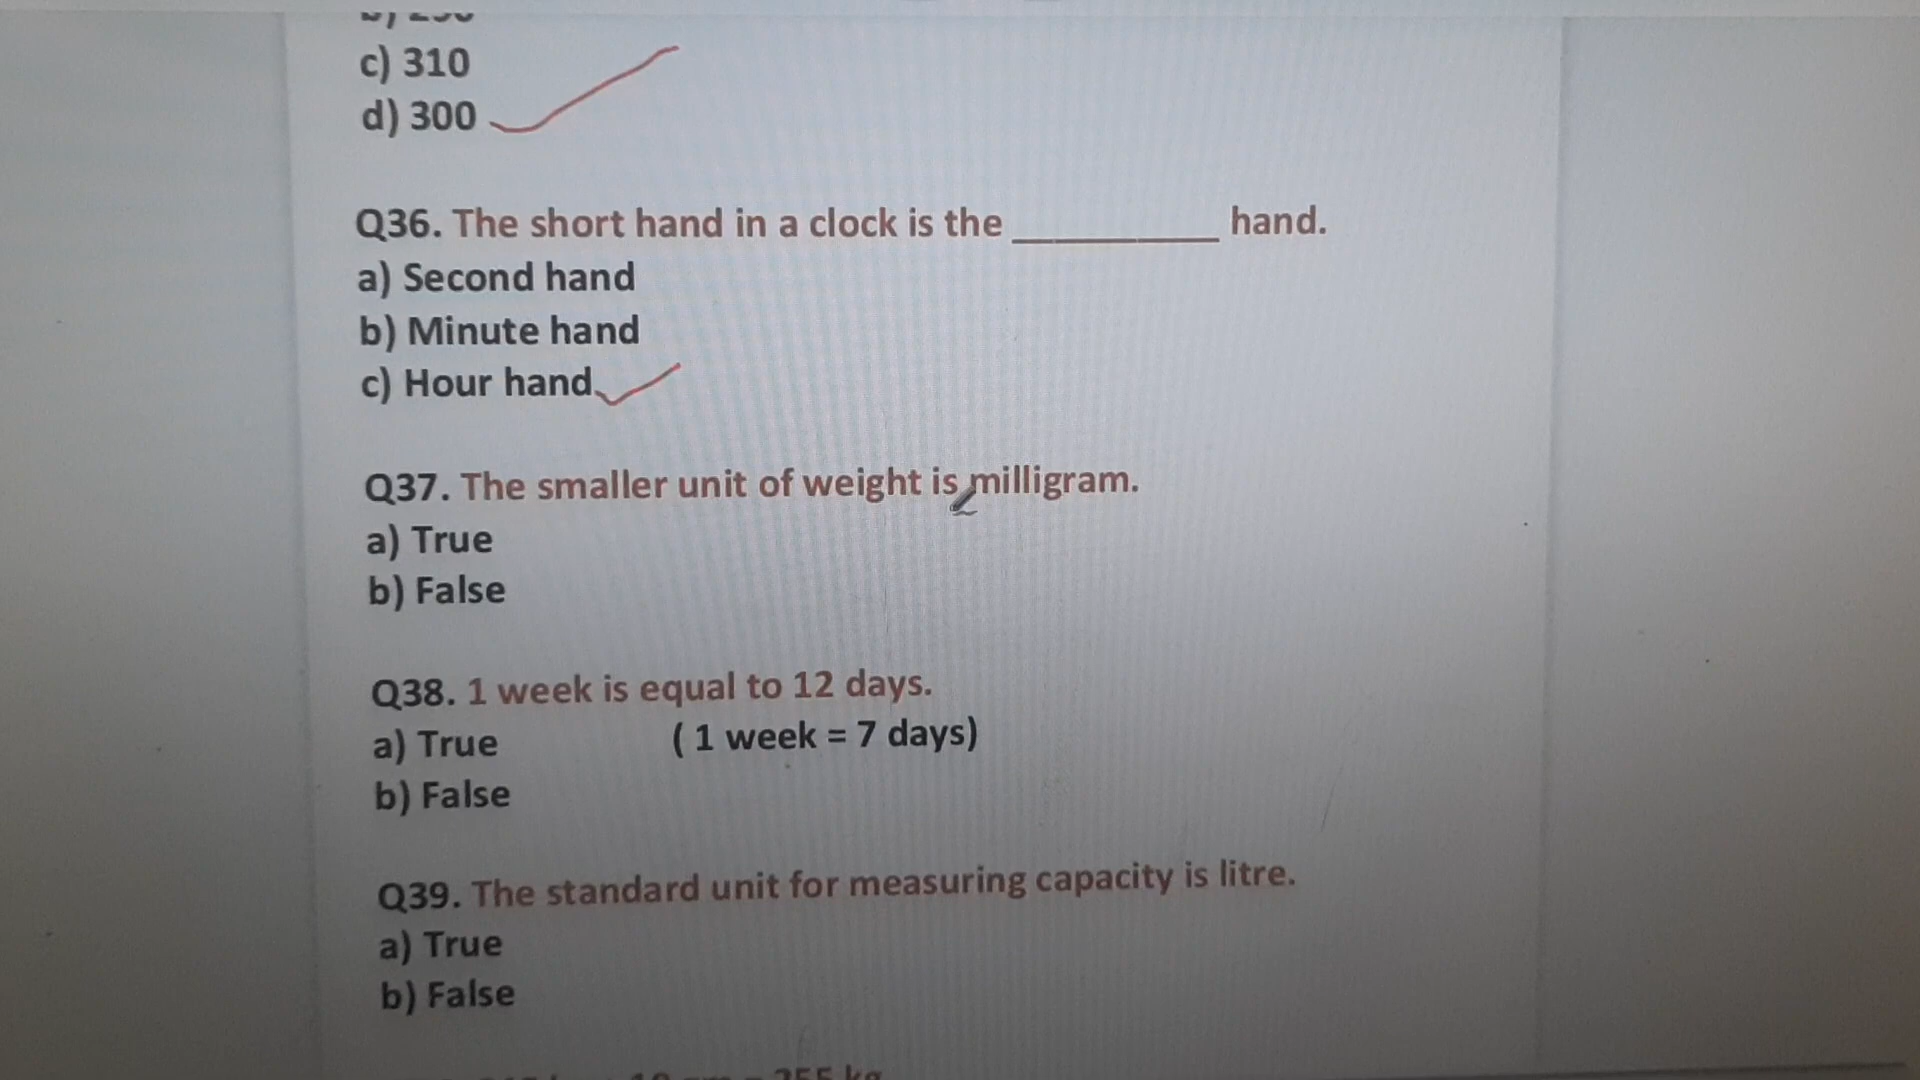 c) 310
d) 300
Q36. The short hand in a clock is the __________ hand.
a) Second hand
b) Minute hand
c) Hour hand
Q37. The smaller unit of weight is milligram.
a) True
b) False
Q38. 1 week is equal to 12 days.
a) True ( 1 week = 7 days)
b) False
Q39. The standard unit for measuring capacity is litre.
a) True
b) False